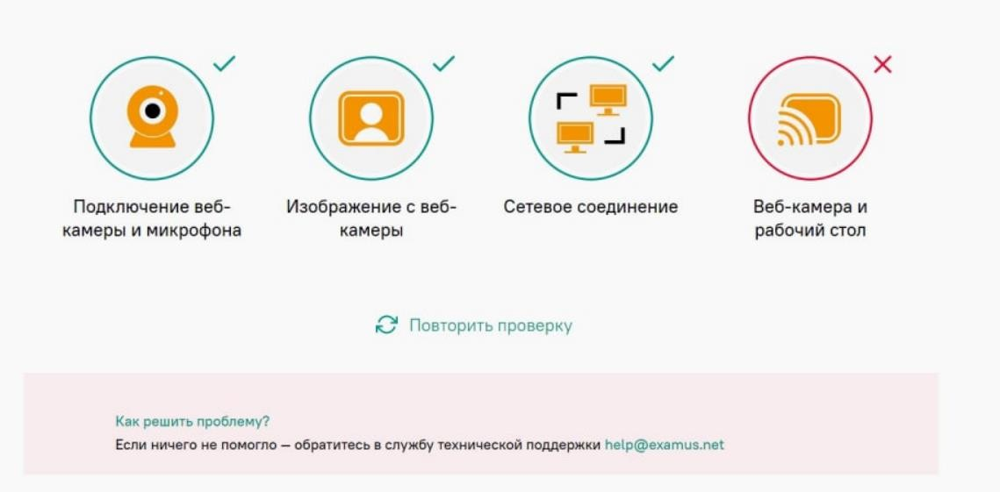 Подключение веб-
камеры и микрофона
Изображение с веб-
камеры
Сетевое соединение
Веб-камера и
рабочий стол
Повторить проверку
Как решить проблему?
Если ничего не помогло — обратитесь в службу технической поддержки help@examus.net